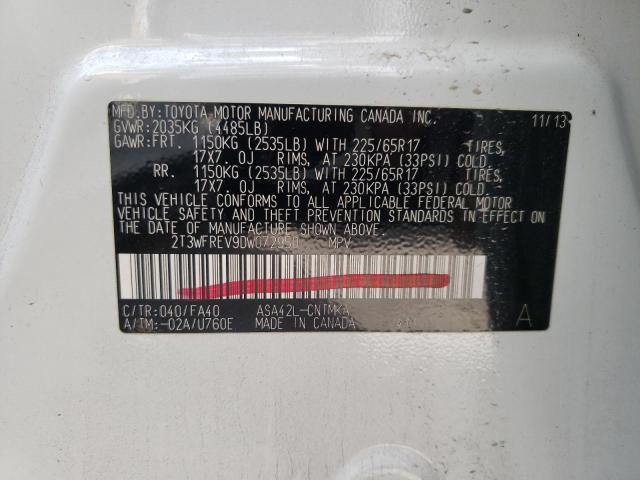 MFD.BY:TOYOTA MOTOR MANUFACTURING CANADA INC. 11/13
GVWR:2035KG (4485LB)
GAWR:FRT. 1150KG (2535LB) WITH 225/65R17 TIRES,
17X7.0J RIMS, AT 230KPA (33PSI) COLD.
RR. 1150KG (2535LB) WITH 225/65R17 TIRES,
17X7.0J RIMS, AT 230KPA (33PSI) COLD.
THIS VEHICLE CONFORMS TO ALL APPLICABLE FEDERAL MOTOR
VEHICLE SAFETY AND THEFT PREVENTION STANDARDS IN EFFECT ON
THE DATE OF MANUFACTURE SHOWN ABOVE.
2T3WFREV9DW072950 MPV
C/TR:040/FA40
A/TM:-02A/U760E MADE IN CANADA A